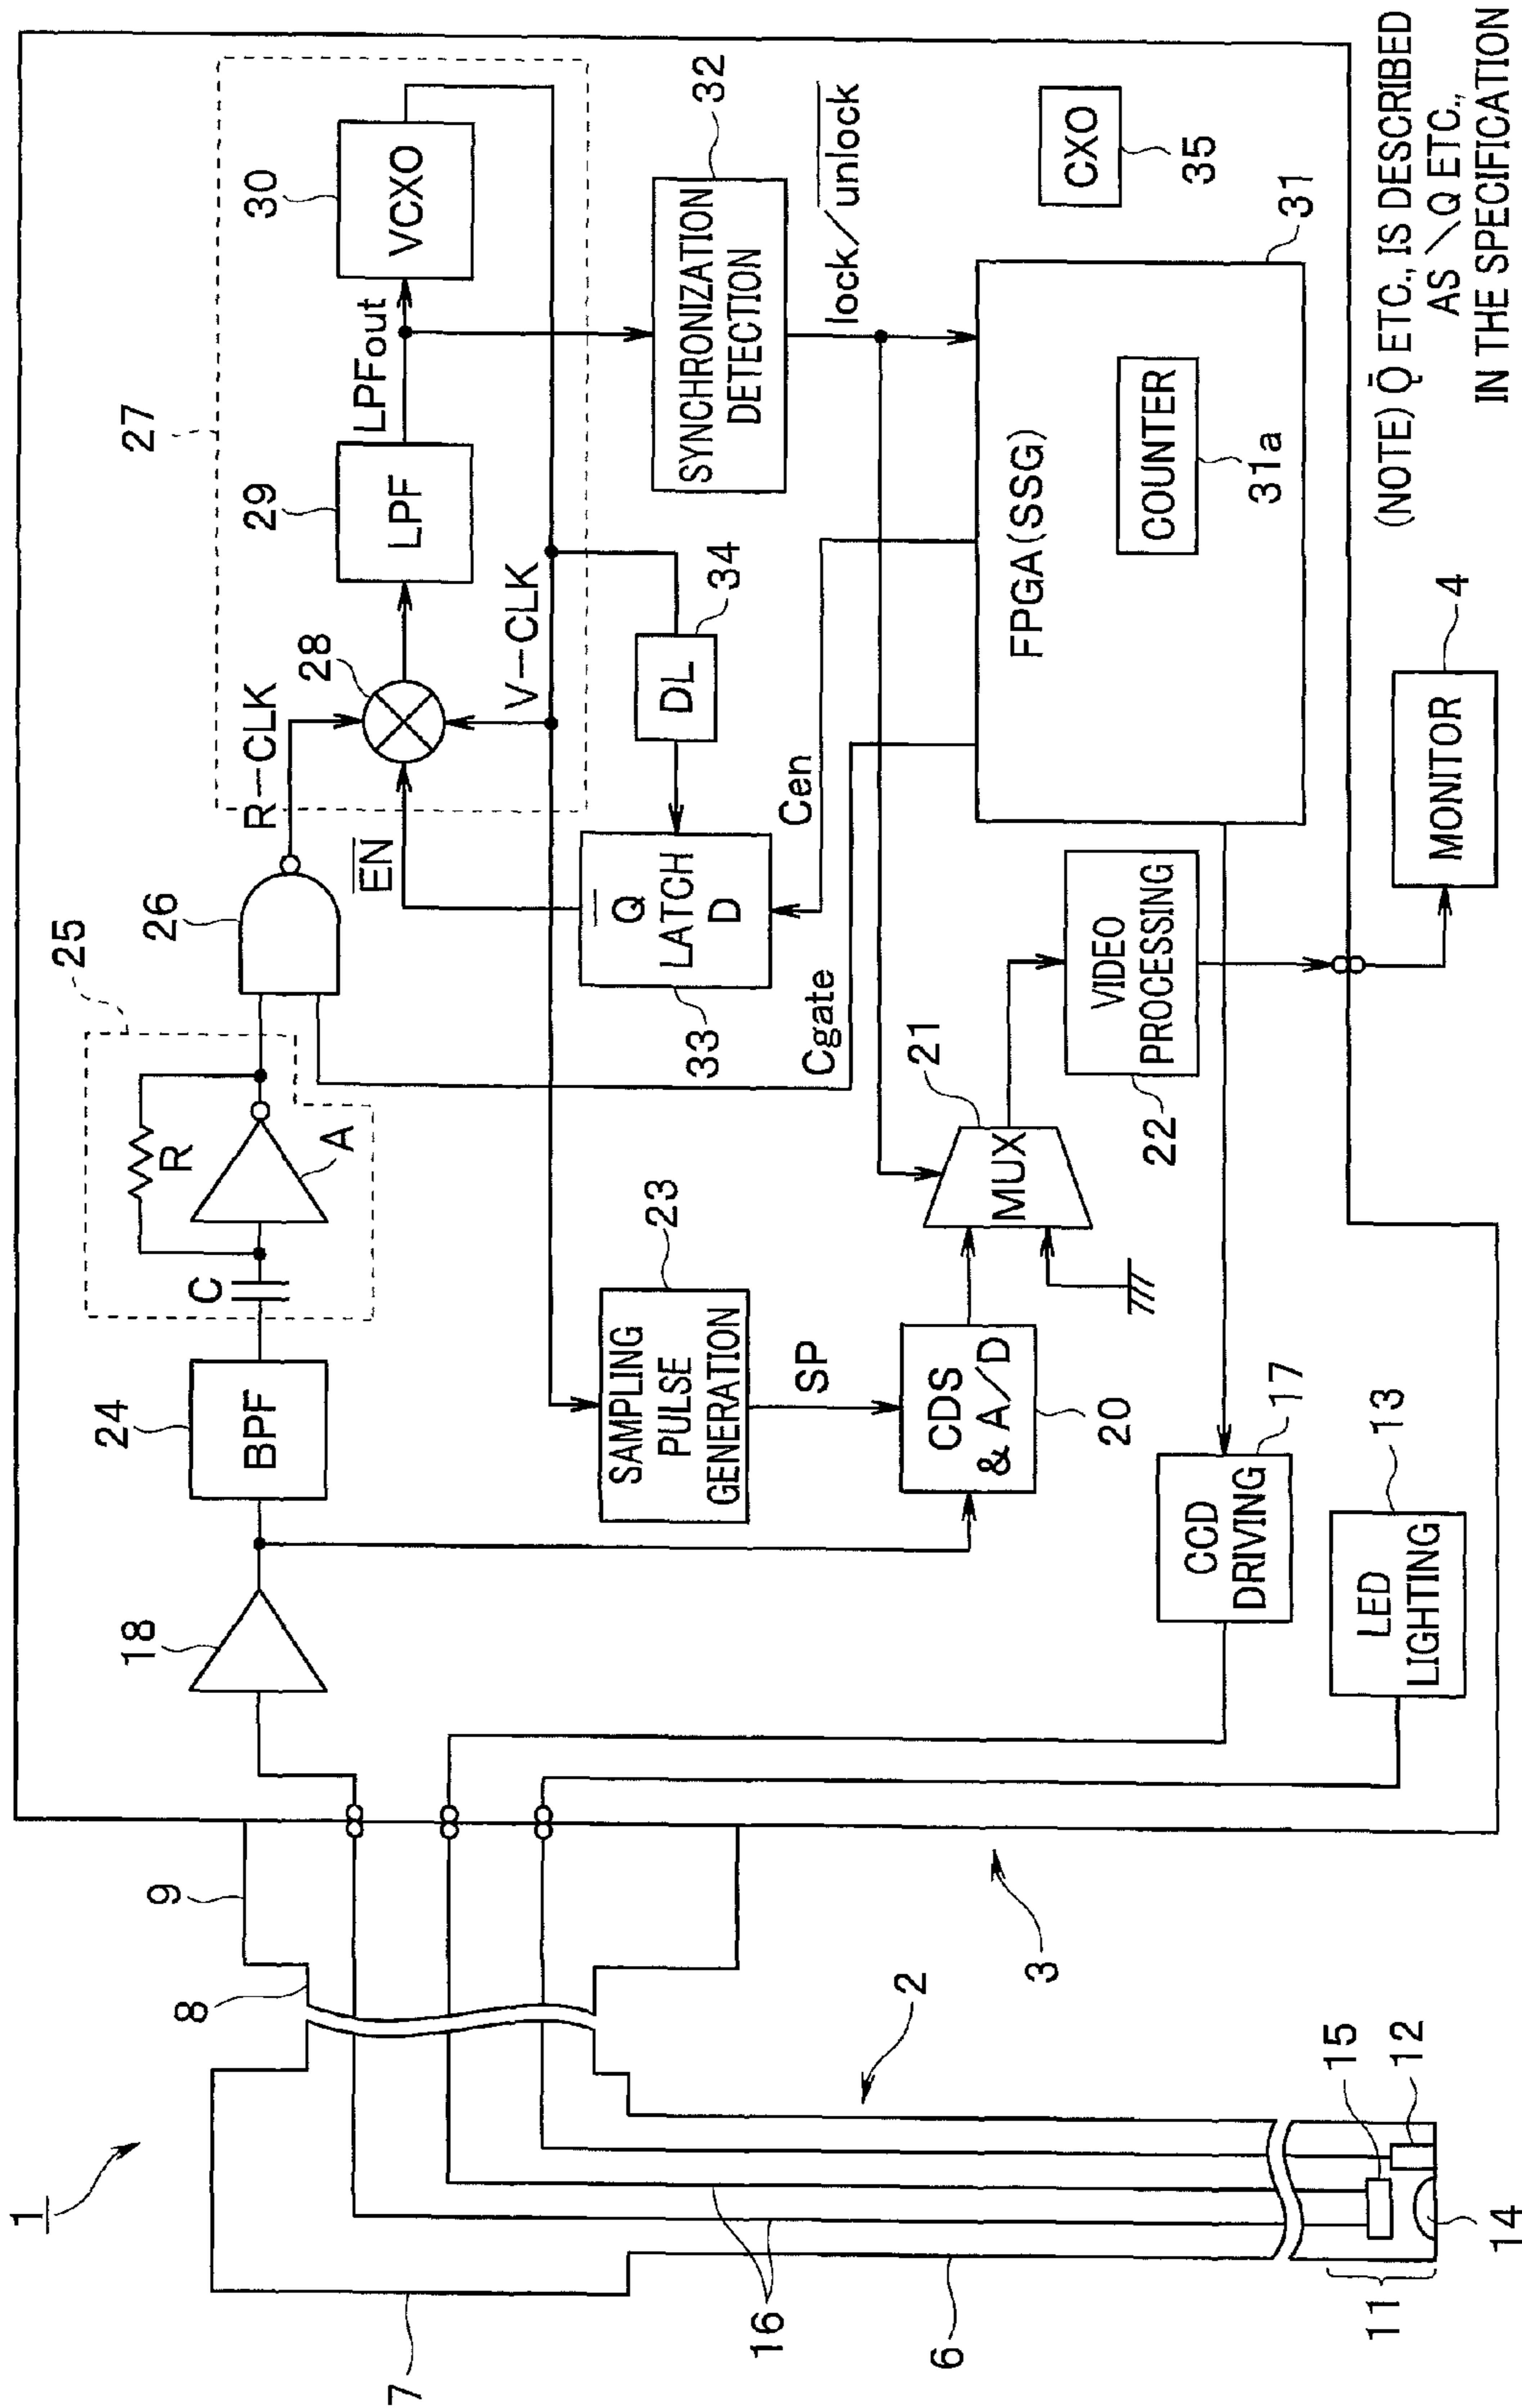 1
7
8
9
18
24
BPF
25
C
R
A
26
R-CLK
27
28
29
LPF
LPFout
30
VCXO
V-CLK
E̅N̅
Q̅
LATCH
D
33
DL
34
SYNCHRONIZATION
DETECTION
32
lock/u̅n̅l̅o̅c̅k̅
Cen
Cgate
SAMPLING
PULSE
GENERATION
23
SP
CDS
& A/D
20
MUX
21
VIDEO
PROCESSING
22
FPGA(SSG)
COUNTER
31a
31
CXO
35
CCD
DRIVING
17
LED
LIGHTING
13
MONITOR
4
3
2
16
6
11
15
12
14
(NOTE) Q̄ ETC., IS DESCRIBED
AS \Q ETC.,
IN THE SPECIFICATION